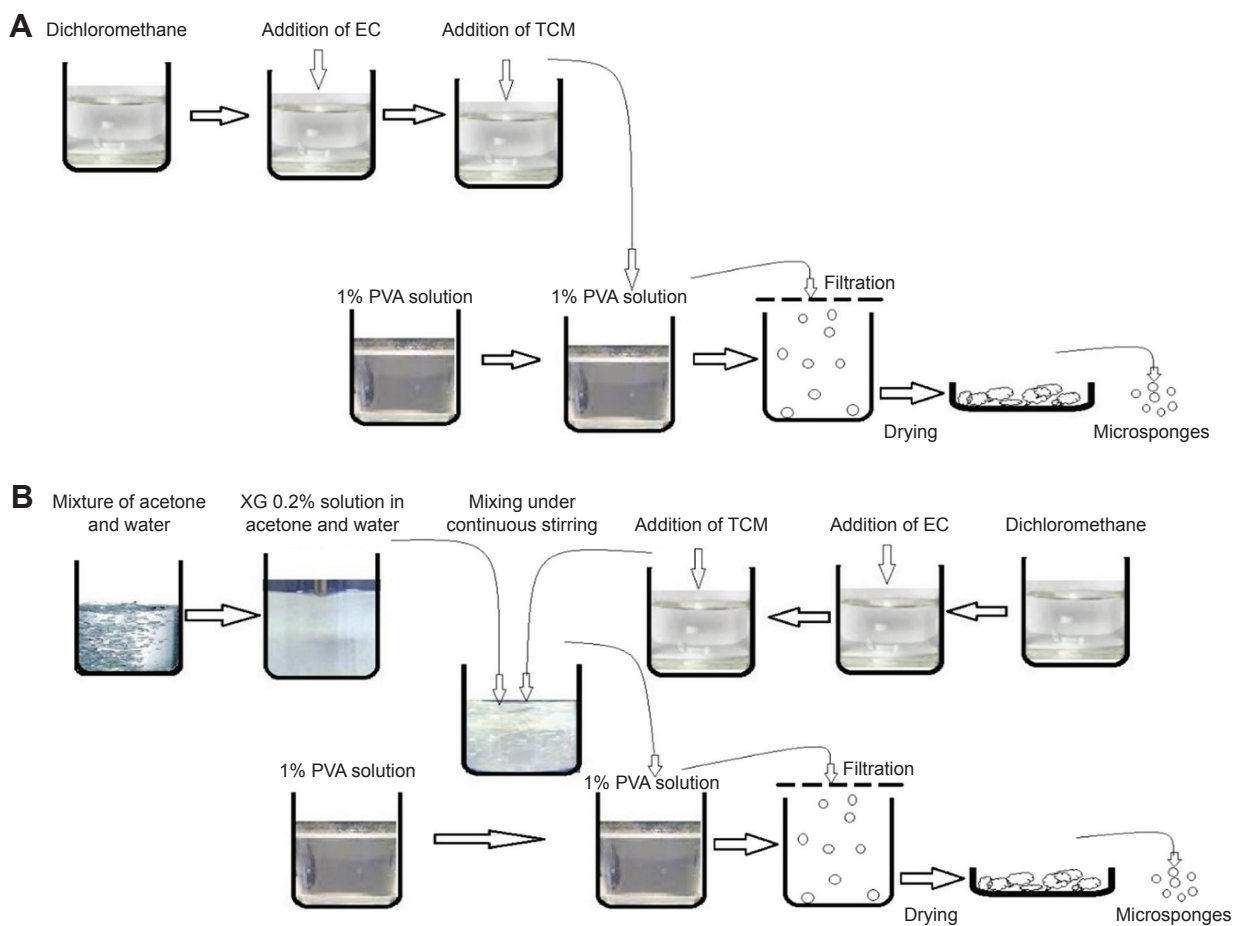 A
Dichloromethane
Addition of EC
Addition of TCM
1% PVA solution
1% PVA solution
Filtration
Drying
Microsponges
B
Mixture of acetone
and water
XG 0.2% solution in
acetone and water
Mixing under
continuous stirring
Addition of TCM
Addition of EC
Dichloromethane
1% PVA solution
1% PVA solution
Filtration
Drying
Microsponges